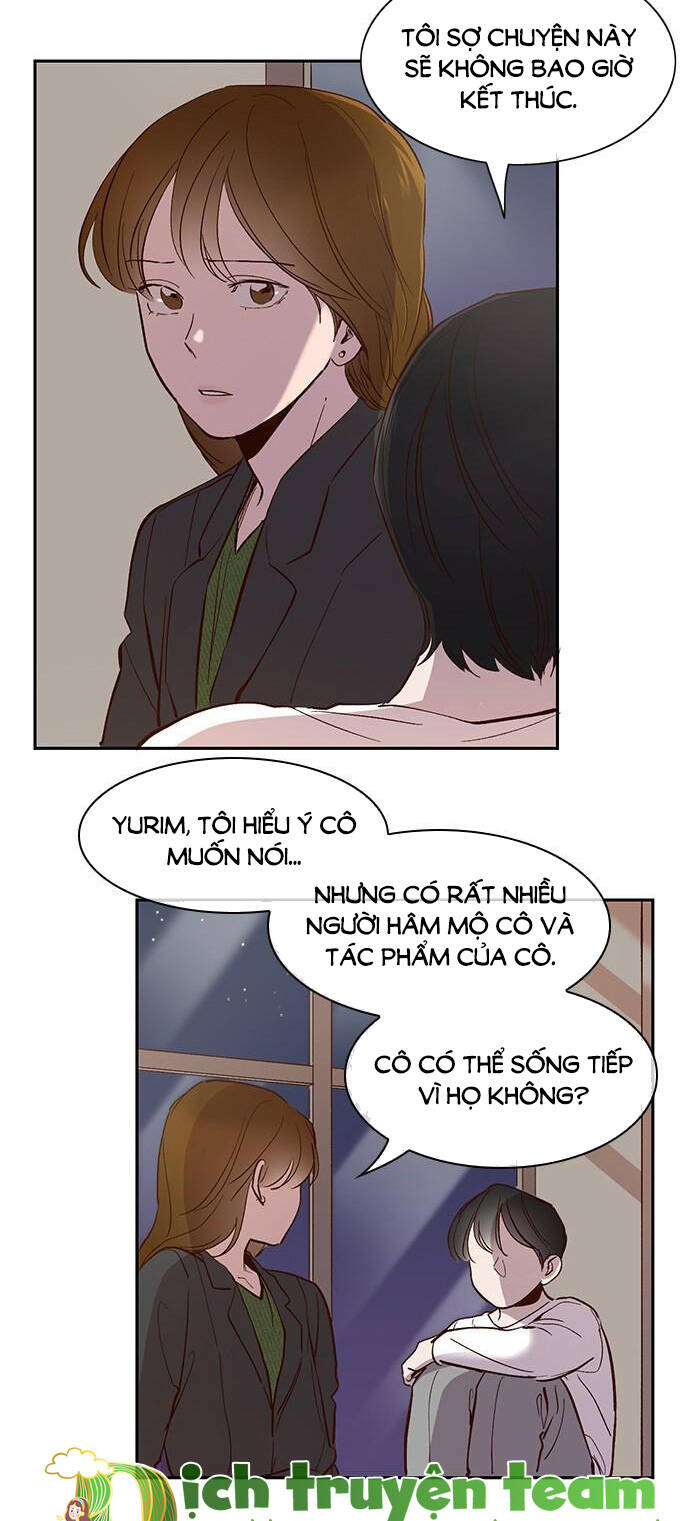 TÔI SỢ CHUYỆN NÀY
SẼ KHÔNG BAO GIỜ
KẾT THÚC.
YURIM, TÔI HIỂU Ý CÔ
MUỐN NÓI...
NHƯNG CÓ RẤT NHIỀU
NGƯỜI HÂM MỘ CÔ VÀ
TÁC PHẨM CỦA CÔ.
CÔ CÓ THỂ SỐNG TIẾP
VÌ HỌ KHÔNG?
Dịch truyện team